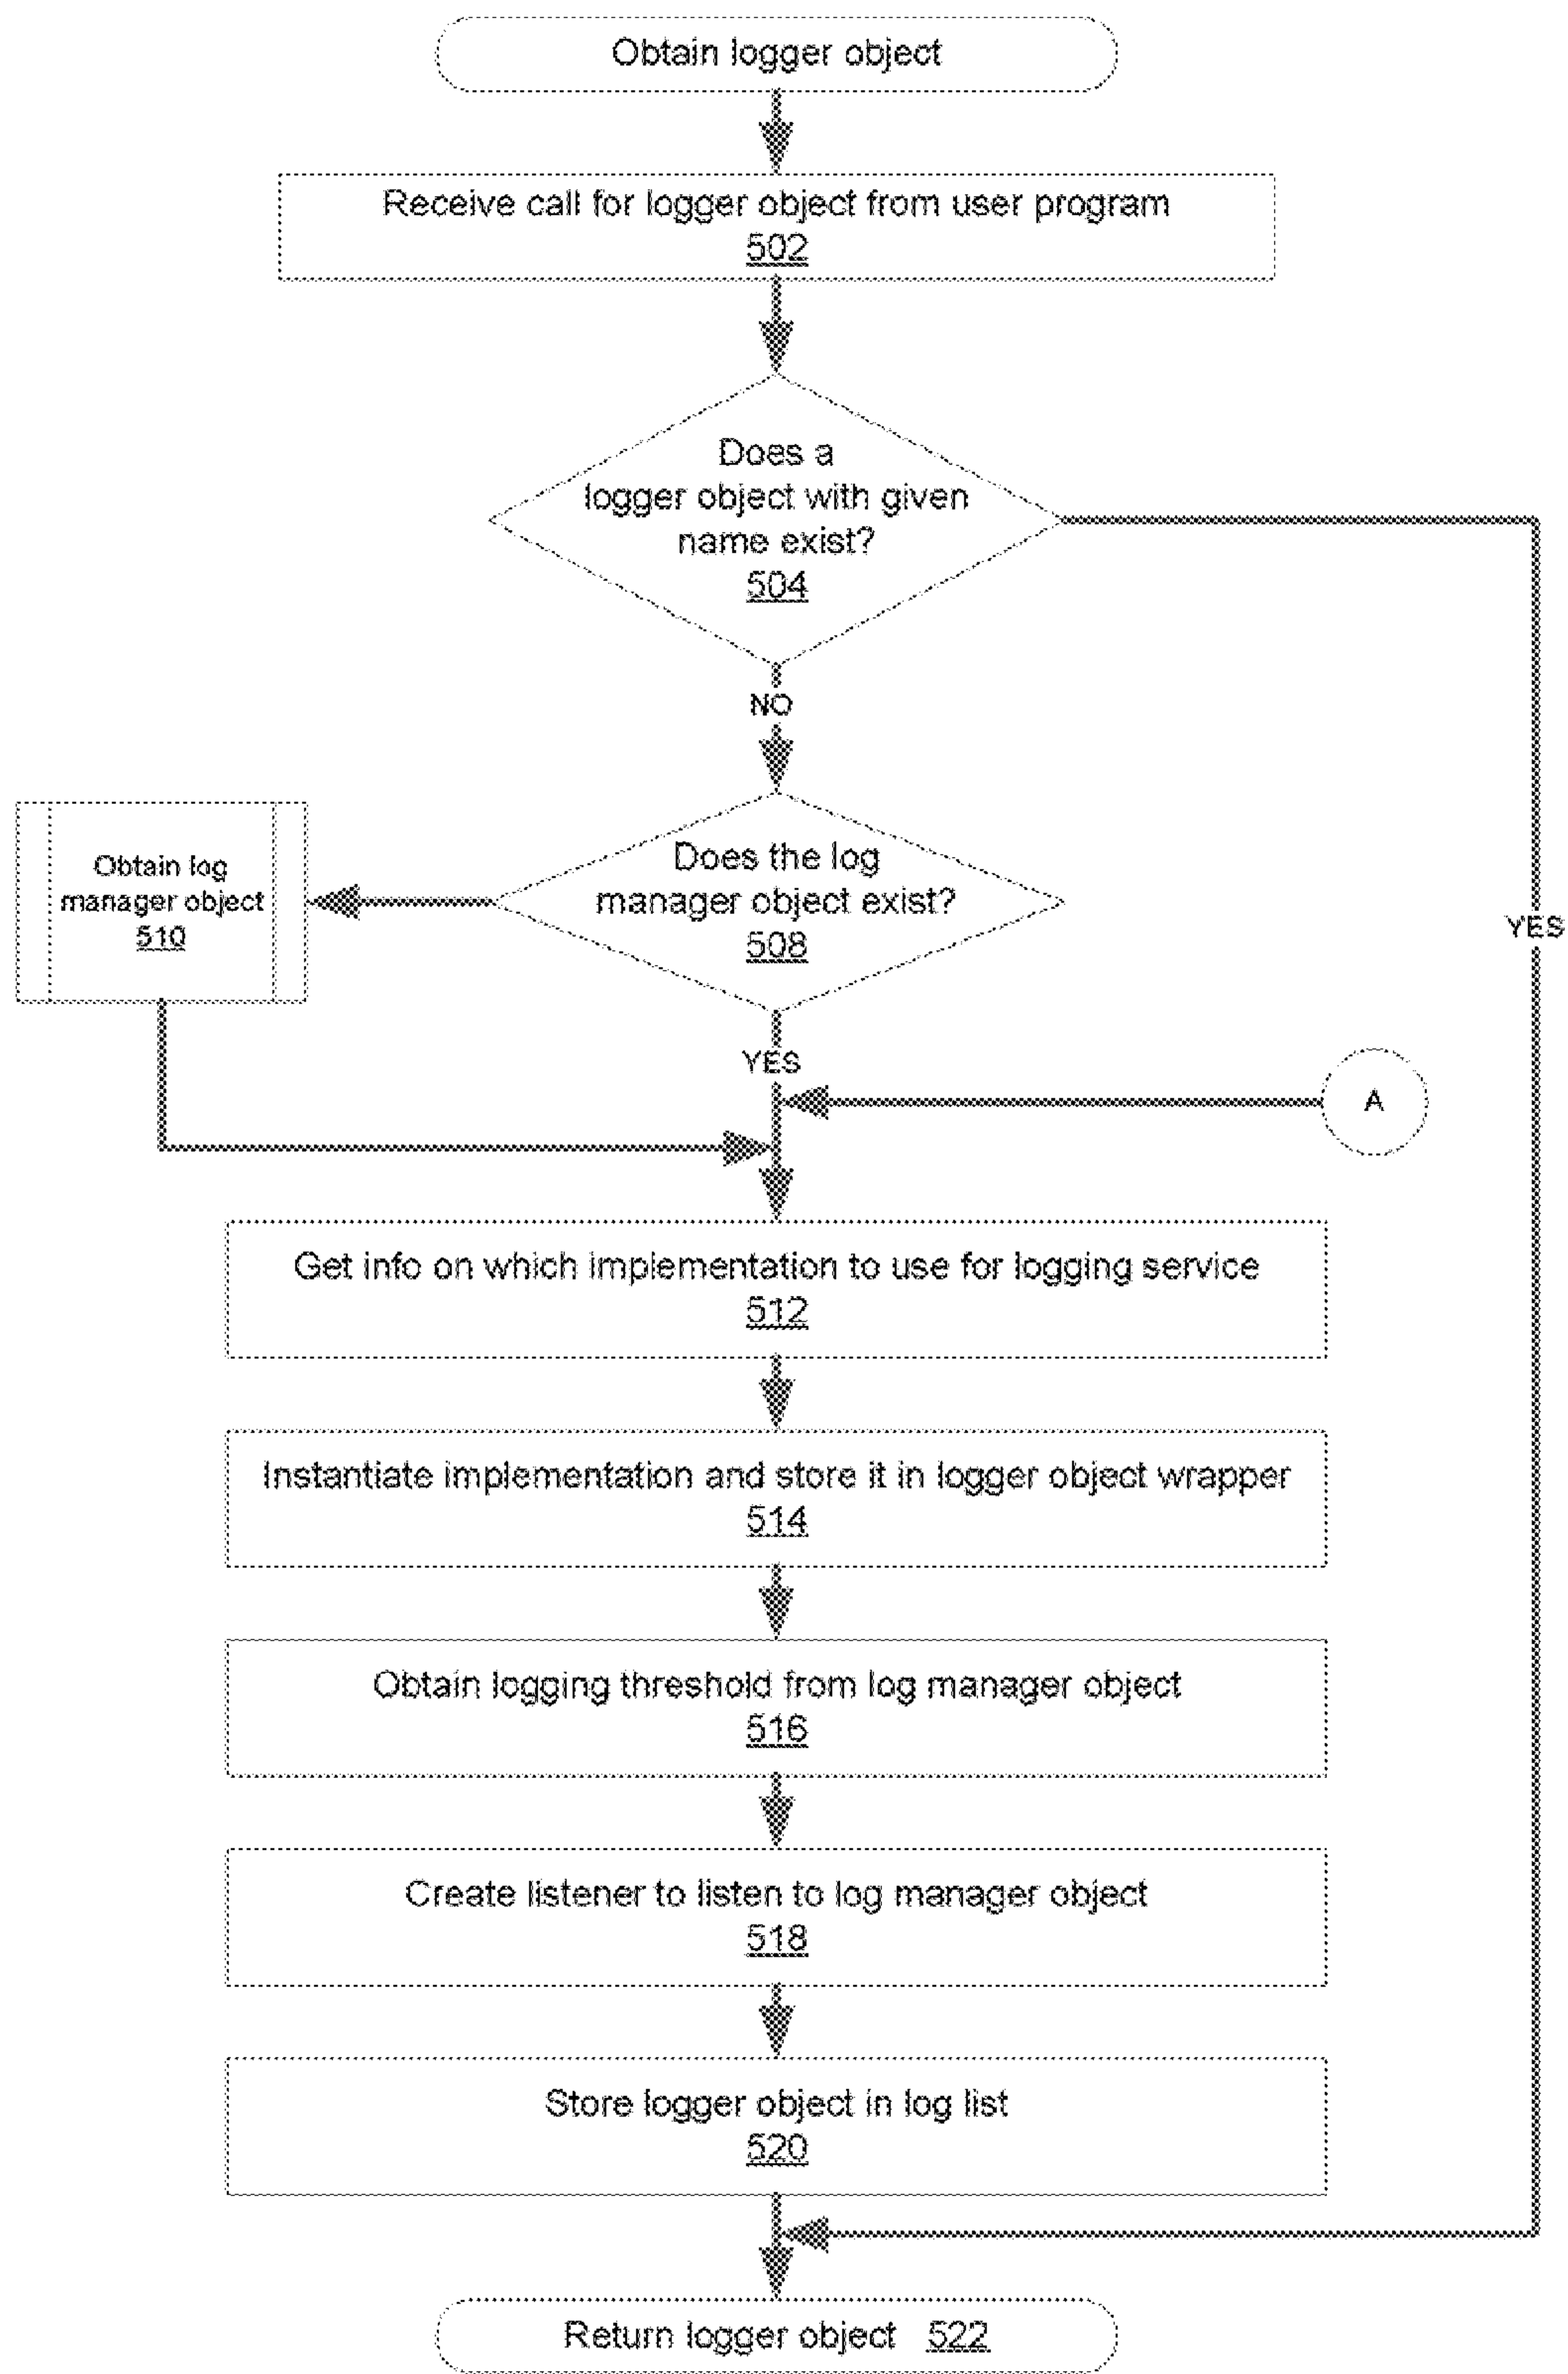 Obtain logger object
Receive call for logger object from user program
502
Does a
logger object with given
name exist?
504
NO
Does the log
manager object exist?
508
Obtain log
manager object
510
YES
YES
A
Get info on which implementation to use for logging service
512
Instantiate implementation and store it in logger object wrapper
514
Obtain logging threshold from log manager object
516
Create listener to listen to log manager object
518
Store logger object in log list
520
Return logger object 522